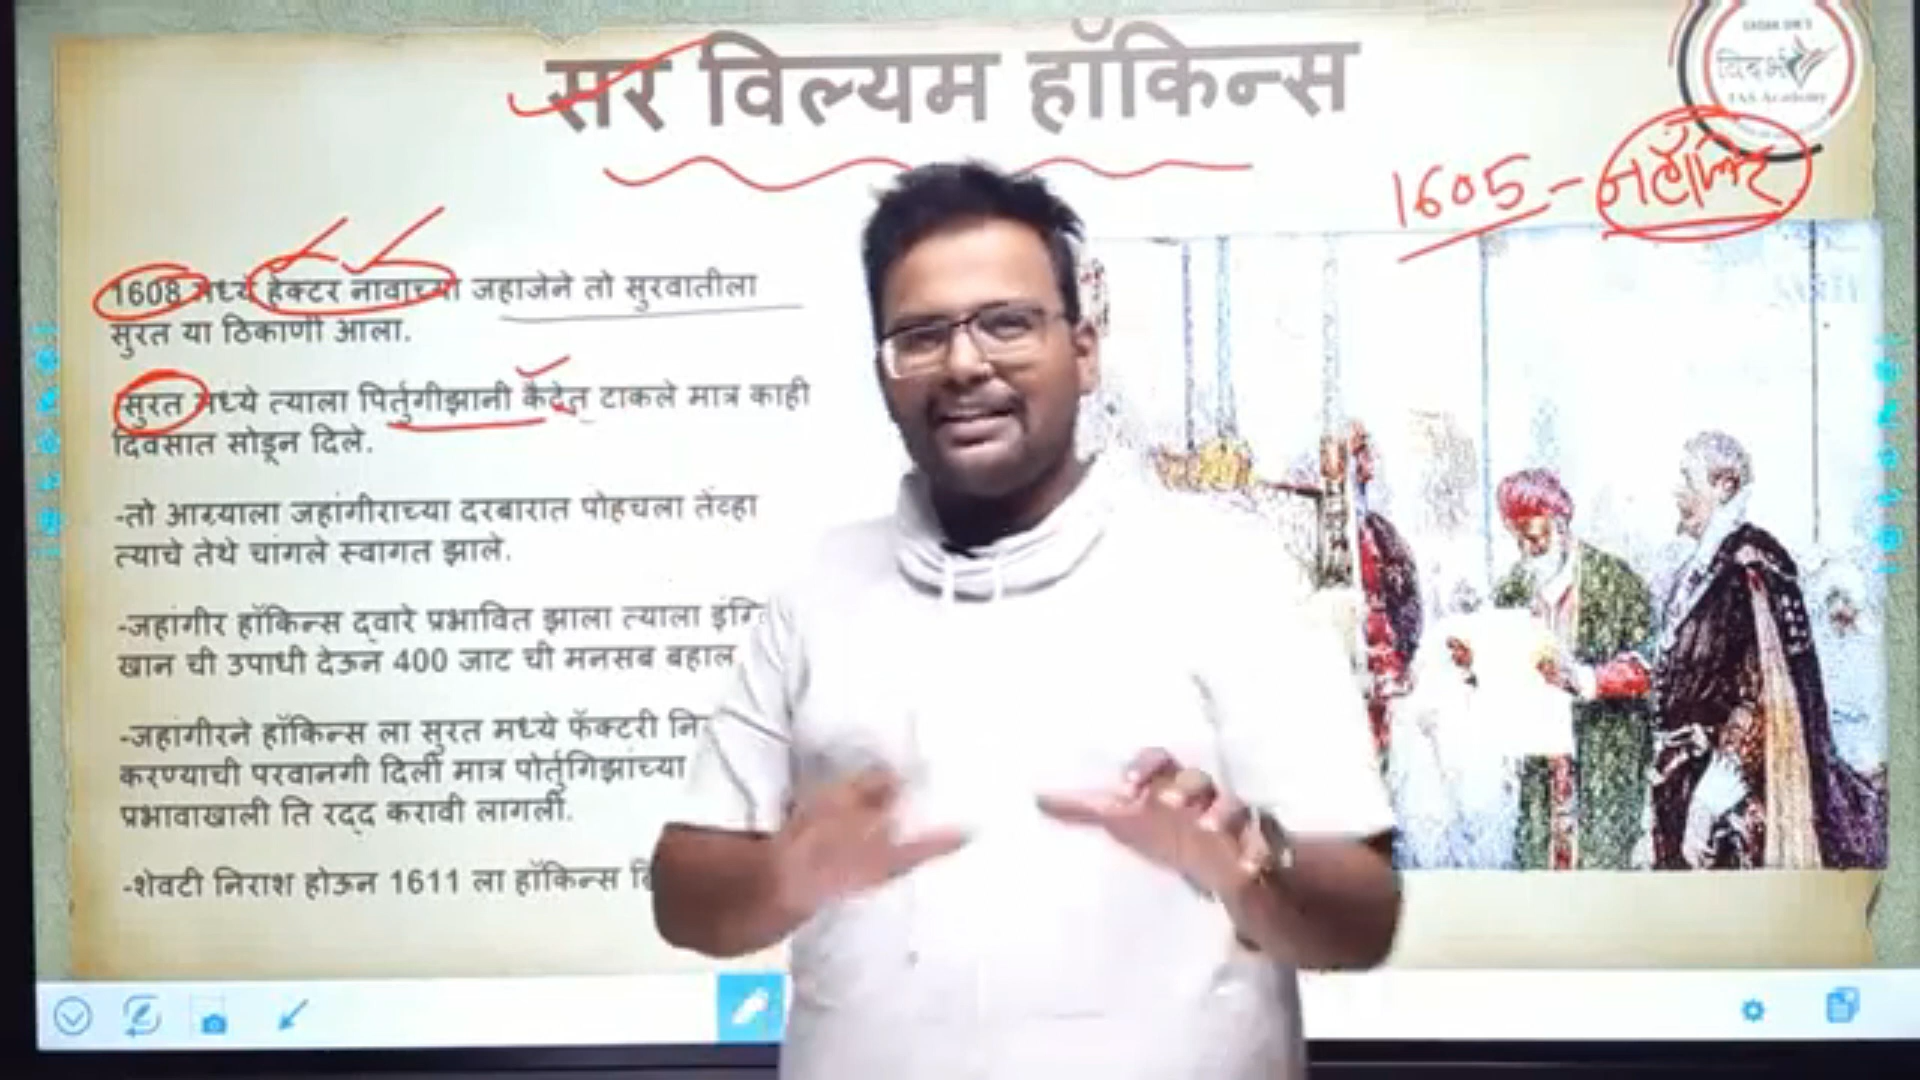 सर विल्यम हॉकिन्स
विदर्भ
IAS Academy
1605 - जहाँगिर
1608 मध्ये हेक्टर नावाच्या जहाजेने तो सुरवातीला
सुरत या ठिकाणी आला.
सुरत मध्ये त्याला पिर्तुगीझानी कैदेत टाकले मात्र काही
दिवसात सोडून दिले.
-तो आग्र्याला जहांगीराच्या दरबारात पोहचला तेंव्हा
त्याचे तेथे चांगले स्वागत झाले.
-जहांगीर हॉकिन्स द्वारे प्रभावित झाला त्याला
खान ची उपाधी देऊन 400 जाट ची मनसब बहाल
-जहांगीरने हॉकिन्स ला सुरत मध्ये फॅक्टरी
करण्याची परवानगी दिली मात्र पोर्तुगिझांच्या
प्रभावाखाली ति रद्द करावी लागली.
-शेवटी निराश होऊन 1611 ला हॉकिन्स